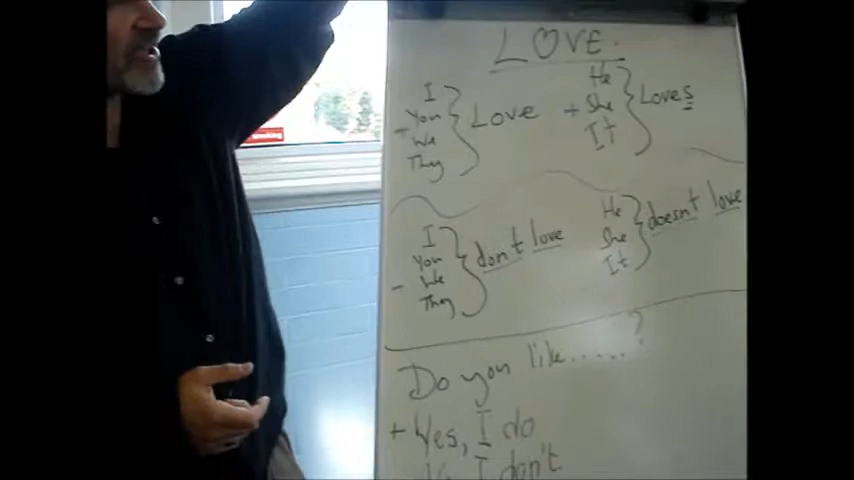 LOVE.
I
+ You
We
They
Love
+ He
She
It
Loves
- I
You
We
They
don't love
He
She
It
doesn't love
Do you like......?
+ Yes, I do
I don't